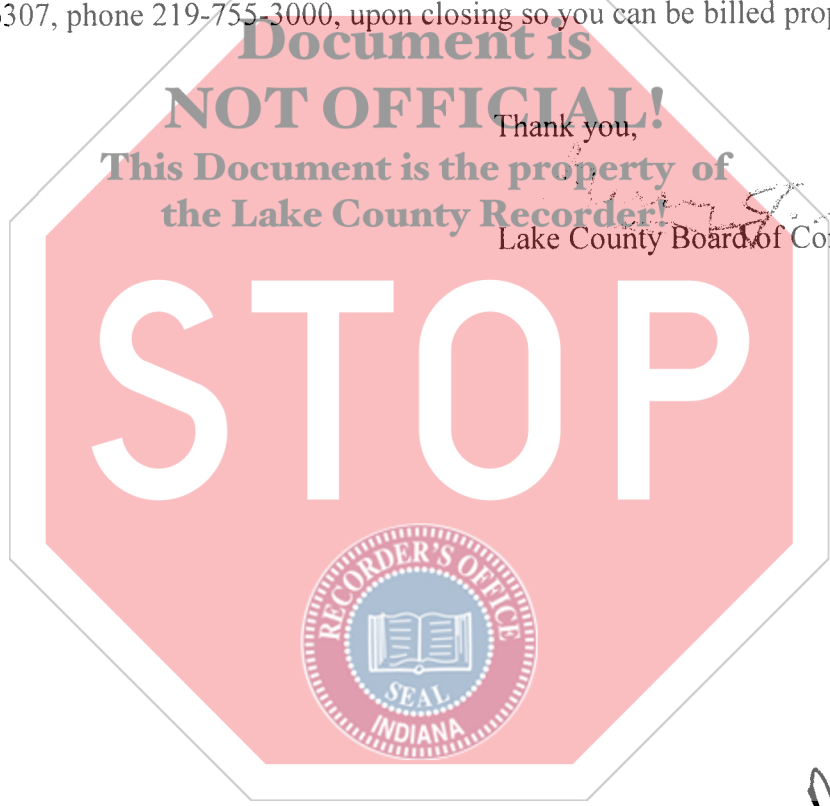 307, phone 219-755-3000, upon closing so you can be billed prop
Document is
NOT OFFICIAL!
Thank you,
This Document is the property of
the Lake County Recorder!
Lake County Board of Co
STOP
RECORDER'S OFFICE
SEAL
INDIANA